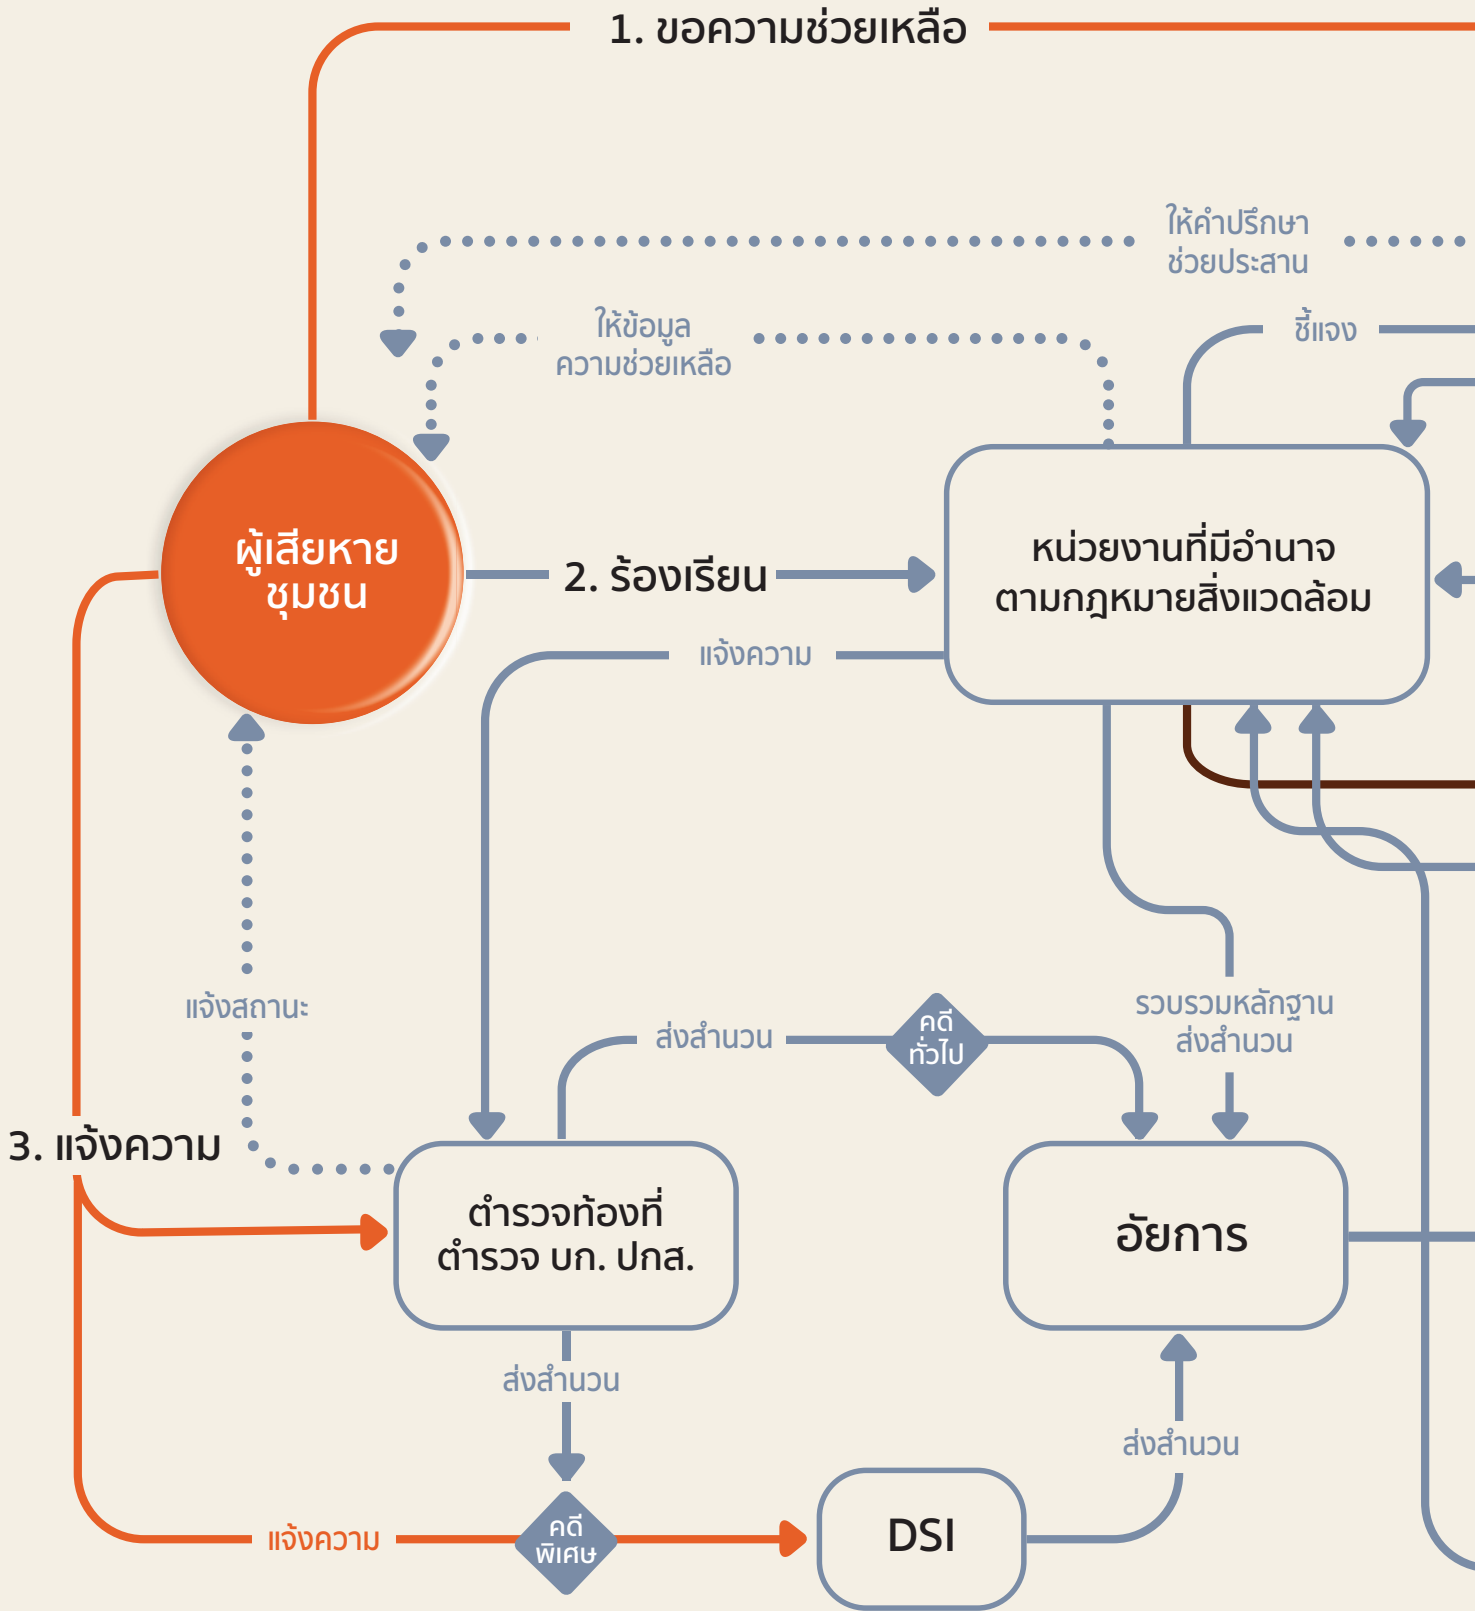 1. ขอความช่วยเหลือ
ให้คำปรึกษา
ช่วยประสาน
ให้ข้อมูล
ความช่วยเหลือ
ชี้แจง
ผู้เสียหาย
ชุมชน
2. ร้องเรียน
หน่วยงานที่มีอำนาจ
ตามกฎหมายสิ่งแวดล้อม
แจ้งความ
แจ้งสถานะ
ส่งสำนวน
คดี
ทั่วไป
รวบรวมหลักฐาน
ส่งสำนวน
3. แจ้งความ
ตำรวจท้องที่
ตำรวจ บก. ปทส.
อัยการ
ส่งสำนวน
ส่งสำนวน
แจ้งความ
คดี
พิเศษ
DSI